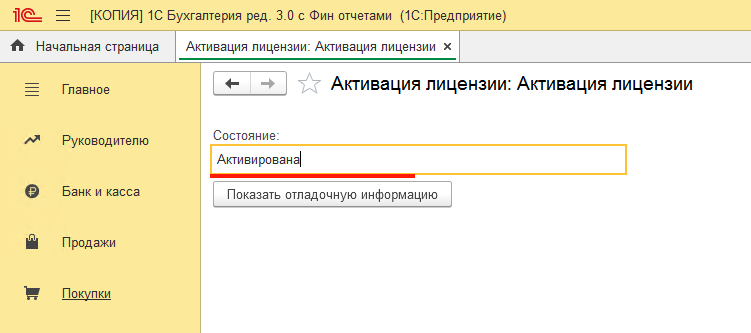 1С [КОПИЯ] 1С Бухгалтерия ред. 3.0 с Фин отчетами (1С:Предприятие)
Начальная страница Активация лицензии: Активация лицензии ×
Главное
Руководителю
Банк и касса
Продажи
Покупки
Активация лицензии: Активация лицензии
Состояние:
Активирована
Показать отладочную информацию